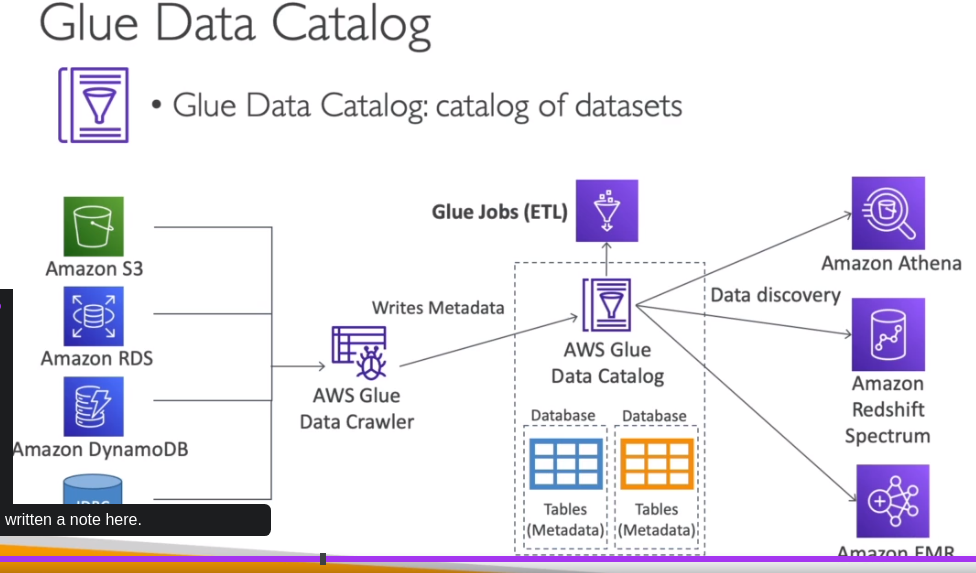 Glue Data Catalog
• Glue Data Catalog: catalog of datasets
Glue Jobs (ETL)
Amazon S3
Amazon Athena
Writes Metadata
Data discovery
Amazon RDS
AWS Glue
Data Catalog
AWS Glue
Data Crawler
Amazon
Redshift
Spectrum
Database
Database
Amazon DynamoDB
JDBC
Tables
(Metadata)
Tables
(Metadata)
written a note here.
Amazon EMR